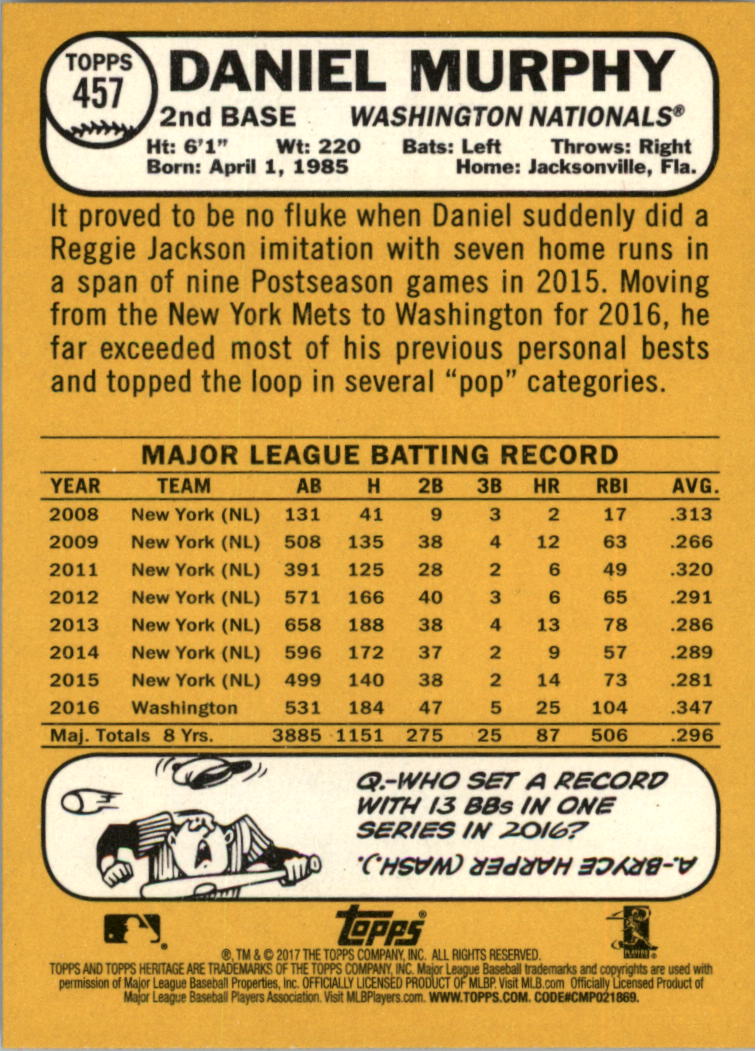 TOPPS
457
DANIEL MURPHY
2nd BASE WASHINGTON NATIONALS®
Ht: 6'1" Wt: 220 Bats: Left Throws: Right
Born: April 1, 1985 Home: Jacksonville, Fla.
It proved to be no fluke when Daniel suddenly did a
Reggie Jackson imitation with seven home runs in
a span of nine Postseason games in 2015. Moving
from the New York Mets to Washington for 2016, he
far exceeded most of his previous personal bests
and topped the loop in several “pop” categories.
MAJOR LEAGUE BATTING RECORD
YEAR TEAM AB H 2B 3B HR RBI AVG.
2008 New York (NL) 131 41 9 3 2 17 .313
2009 New York (NL) 508 135 38 4 12 63 .266
2011 New York (NL) 391 125 28 2 6 49 .320
2012 New York (NL) 571 166 40 3 6 65 .291
2013 New York (NL) 658 188 38 4 13 78 .286
2014 New York (NL) 596 172 37 2 9 57 .289
2015 New York (NL) 499 140 38 2 14 73 .281
2016 Washington 531 184 47 5 25 104 .347
Maj. Totals 8 Yrs. 3885 1151 275 25 87 506 .296
Q.-WHO SET A RECORD
WITH 13 BBs IN ONE
SERIES IN 2016?
A.-BRYCE HARPER (WASH.).
topps®
®, TM & © 2017 THE TOPPS COMPANY, INC. ALL RIGHTS RESERVED.
TOPPS AND TOPPS HERITAGE ARE TRADEMARKS OF THE TOPPS COMPANY, INC. Major League Baseball trademarks and copyrights are used with
permission of Major League Baseball Properties, Inc. OFFICIALLY LICENSED PRODUCT OF MLBP. Visit MLB.com Officially Licensed Product of
Major League Baseball Players Association. Visit MLBPlayers.com. WWW.TOPPS.COM. CODE#CMP021869.